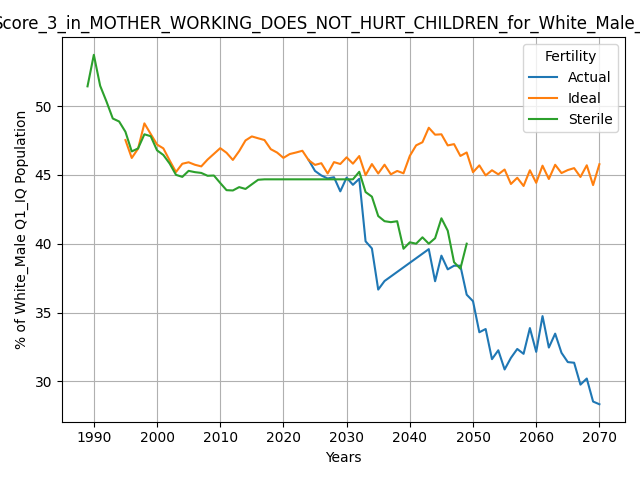 Score_3_in_MOTHER_WORKING_DOES_NOT_HURT_CHILDREN_for_White_Male_
Fertility
Actual
Ideal
Sterile
% of White_Male Q1_IQ Population
50
45
40
35
30
1990 2000 2010 2020 2030 2040 2050 2060 2070
Years